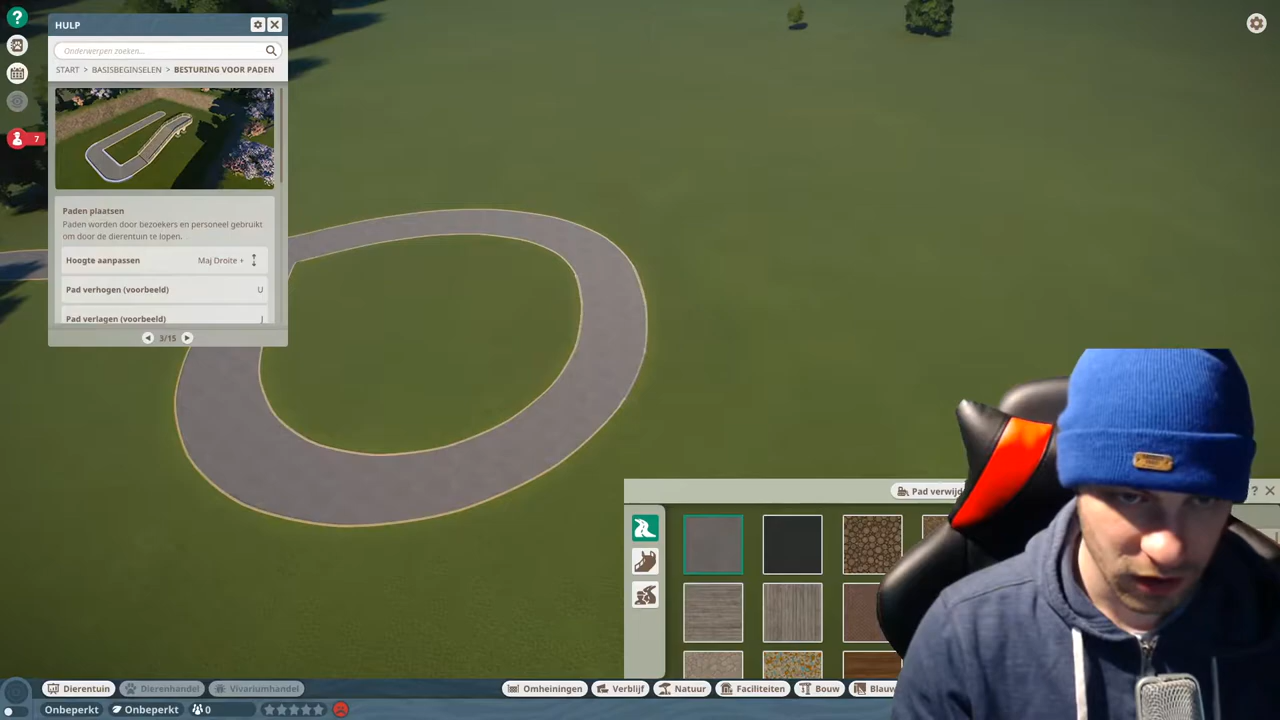 HULP
Onderwerpen zoeken...
START > BASISBEGINSELEN > BESTURING VOOR PADEN
7
Paden plaatsen
Paden worden door bezoekers en personeel gebruikt
om door de dierentuin te lopen.
Hoogte aanpassen Maj Droite +
Pad verhogen (voorbeeld) U
Pad verlagen (voorbeeld) J
3/15
Pad verwijd
?
Dierentuin Dierenhandel Vivariumhandel Omheiningen Verblijf Natuur Faciliteiten Bouw Blauw
Onbeperkt Onbeperkt 0